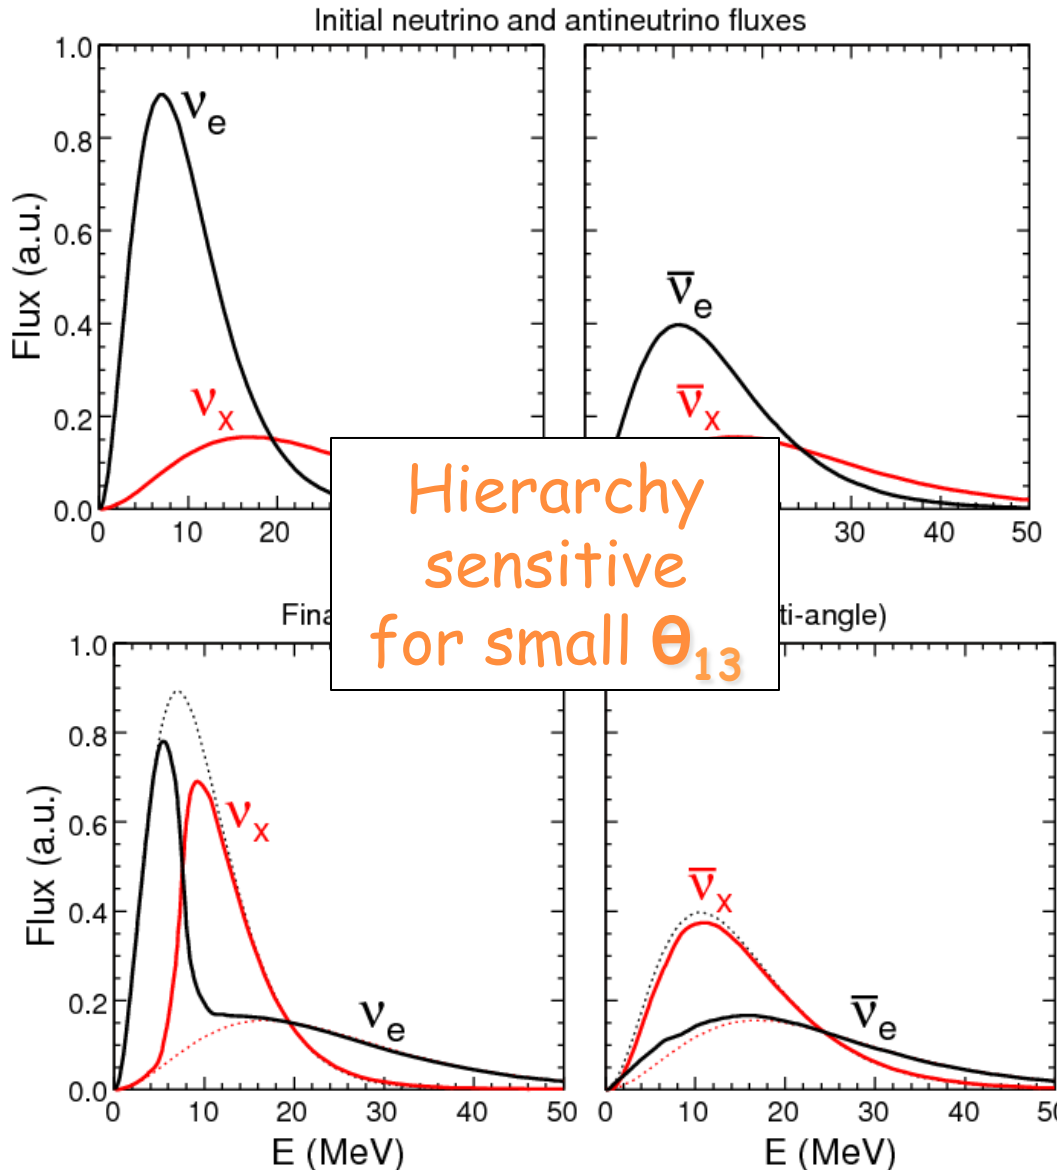 Initial neutrino and antineutrino fluxes
1.0
0.8
0.6
0.4
0.2
0.0
Flux (a.u.)
νe
νx
ν̅e
ν̅x
0 10 20
30 40 50
Hierarchy
sensitive
for small θ13
ti-angle)
1.0
0.8
0.6
0.4
0.2
0.0
Flux (a.u.)
νx
νe
ν̅x
ν̅e
0 10 20 30 40 50
0 10 20 30 40
E (MeV)
E (MeV)